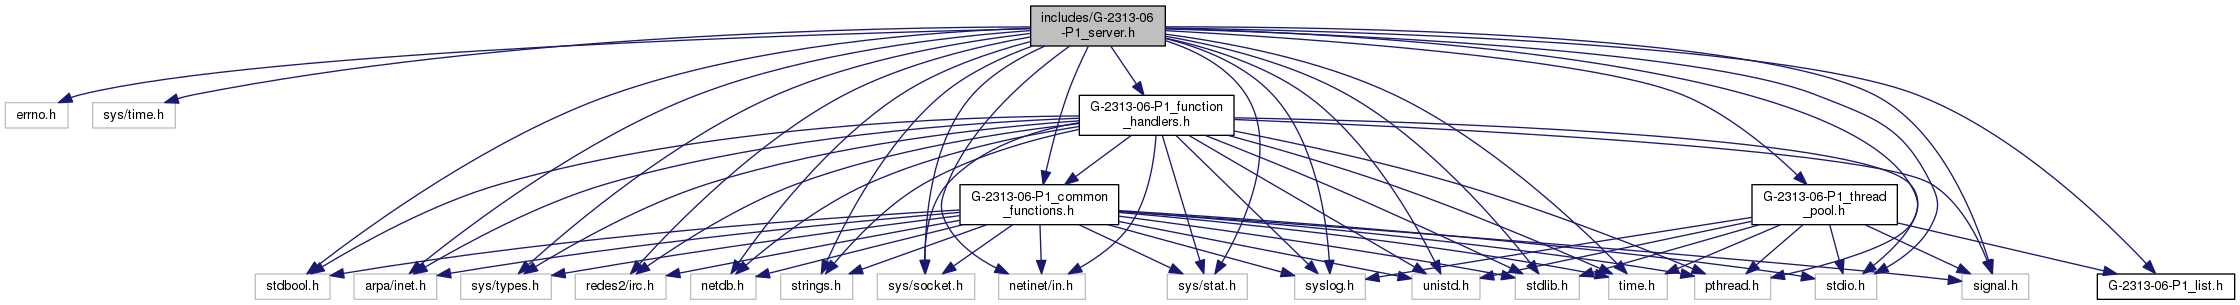 includes/G-2313-06
-P1_server.h
errno.h
sys/time.h
G-2313-06-P1_function
_handlers.h
G-2313-06-P1_common
_functions.h
G-2313-06-P1_thread
_pool.h
stdbool.h
arpa/inet.h
sys/types.h
redes2/irc.h
netdb.h
strings.h
sys/socket.h
netinet/in.h
sys/stat.h
syslog.h
unistd.h
stdlib.h
time.h
pthread.h
stdio.h
signal.h
G-2313-06-P1_list.h